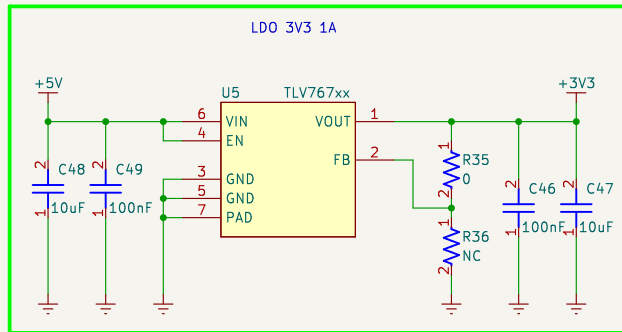 LDO 3V3 1A
+5V
+3V3
U5 TLV767xx
6 VIN VOUT 1
4 EN
FB 2
3 GND
5 GND
7 PAD
2 C48
1 10uF
2 C49
1 100nF
1 R35
2 0
1 R36
2 NC
2 C46
1 100nF
2 C47
1 10uF